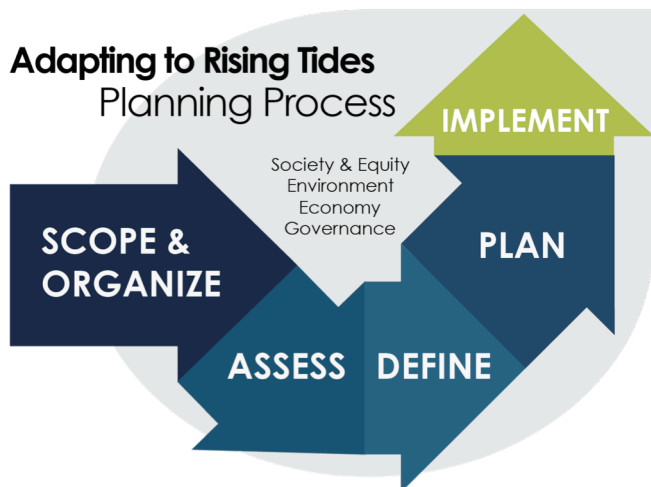 Adapting to Rising Tides
Planning Process
IMPLEMENT
Society & Equity
Environment
Economy
Governance
SCOPE &
ORGANIZE
PLAN
ASSESS
DEFINE